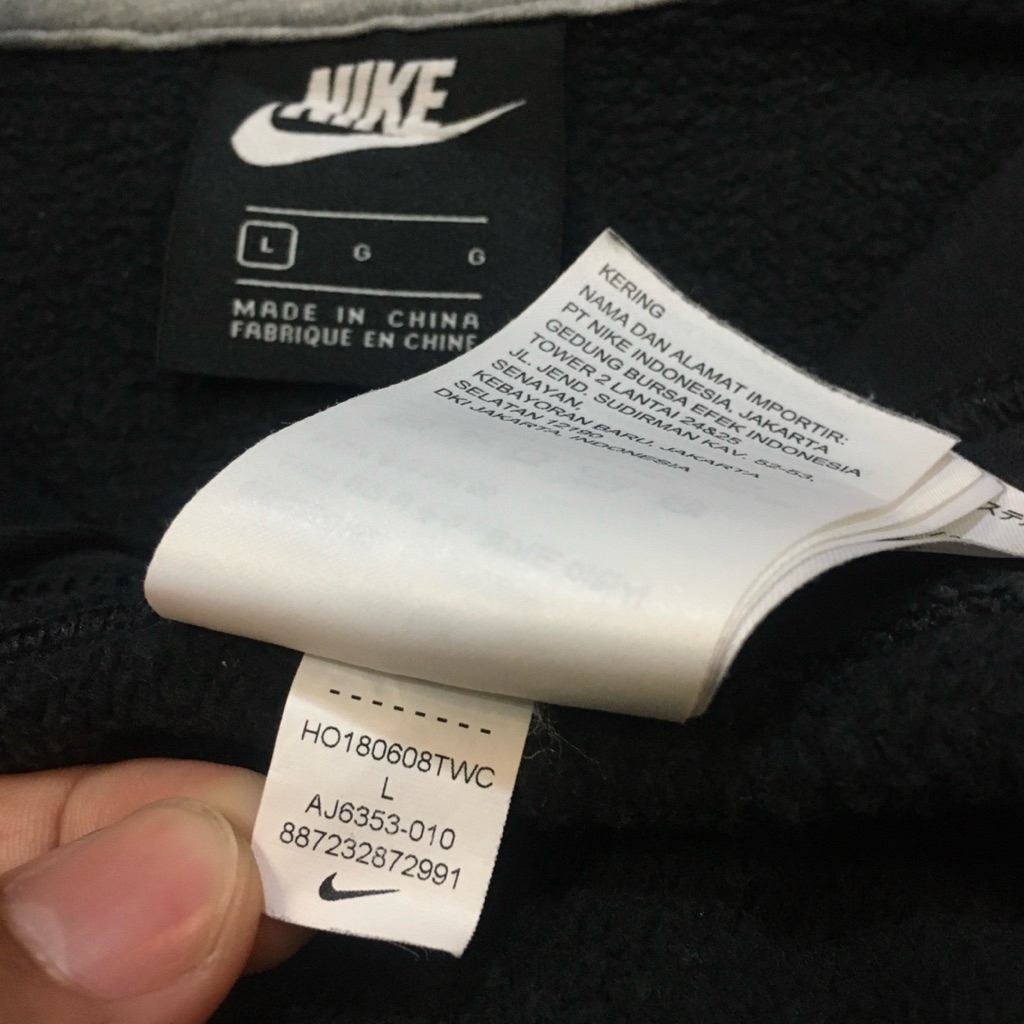 NIKE
L G G
MADE IN CHINA
FABRIQUE EN CHINE
KERING
NAMA DAN ALAMAT IMPORTIR:
PT NIKE INDONESIA, JAKARTA
GEDUNG BURSA EFEK INDONESIA
TOWER 2 LANTAI 24&25
JL. JEND. SUDIRMAN KAV. 52-53,
SENAYAN,
KEBAYORAN BARU, JAKARTA
SELATAN 12190
DKI JAKARTA, INDONESIA
--------
HO180608TWC
L
AJ6353-010
887232872991